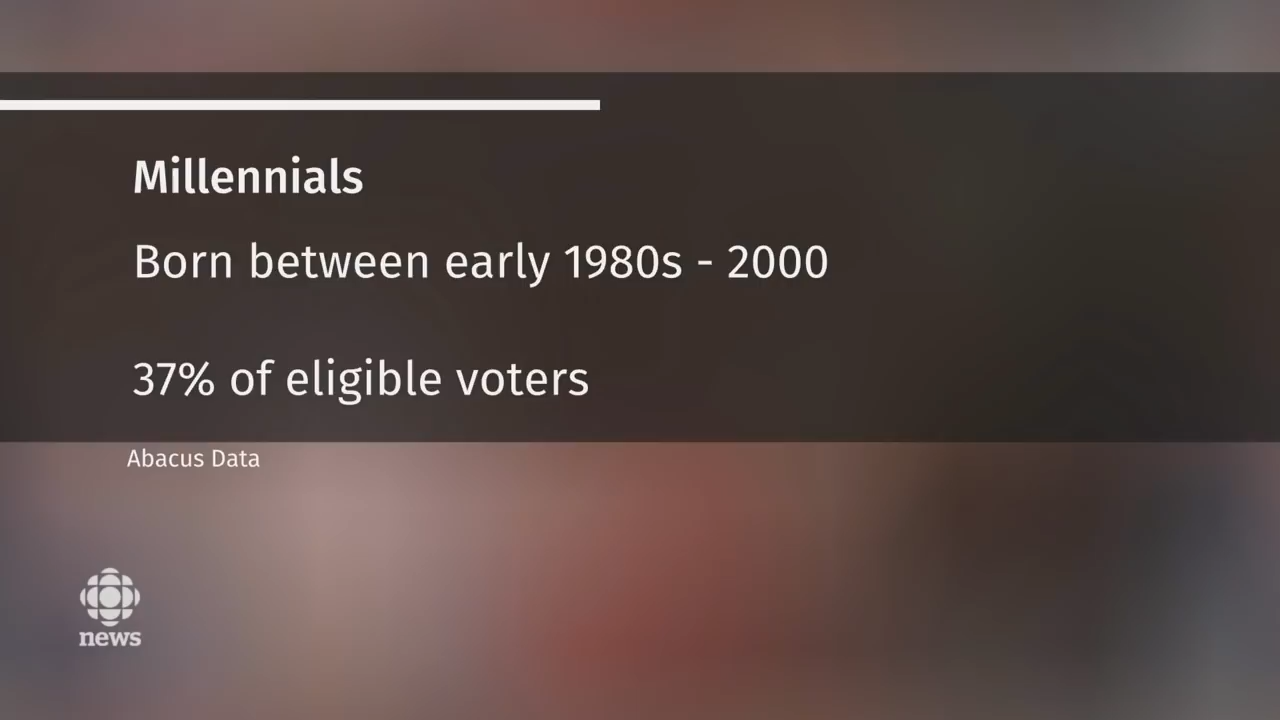 Millennials
Born between early 1980s - 2000
37% of eligible voters
Abacus Data
news